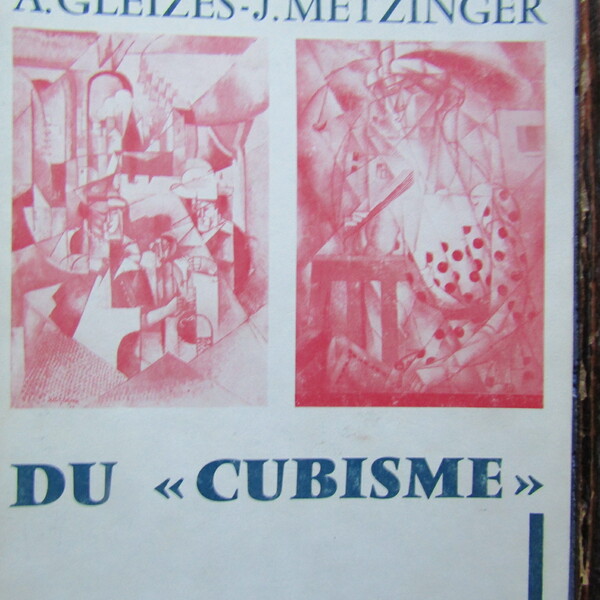 A. GLEIZES-J. METZINGER
DU « CUBISME »